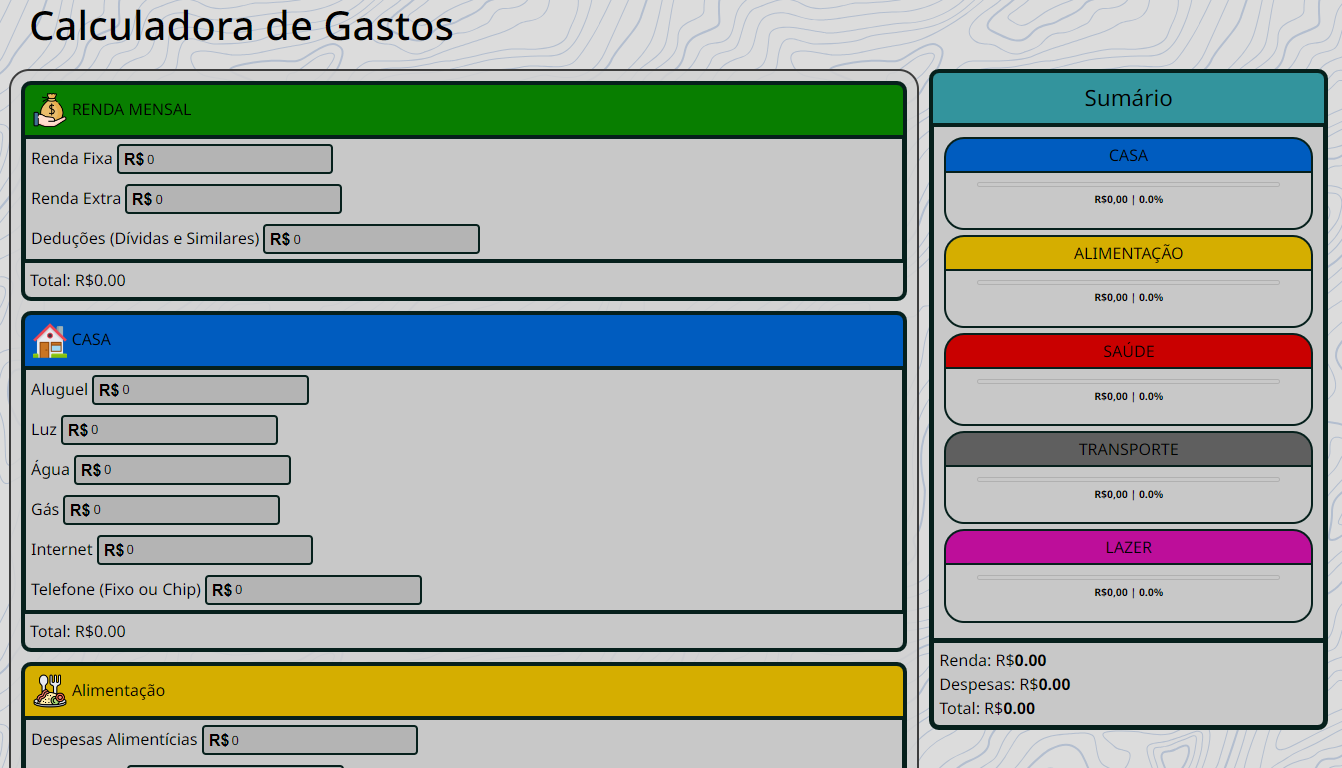 Calculadora de Gastos
RENDA MENSAL
Renda Fixa R$ 0
Renda Extra R$ 0
Deduções (Dívidas e Similares) R$ 0
Total: R$0.00
CASA
Aluguel R$ 0
Luz R$ 0
Água R$ 0
Gás R$ 0
Internet R$ 0
Telefone (Fixo ou Chip) R$ 0
Total: R$0.00
Alimentação
Despesas Alimentícias R$ 0
Sumário
CASA
R$0,00 | 0.0%
ALIMENTAÇÃO
R$0,00 | 0.0%
SAÚDE
R$0,00 | 0.0%
TRANSPORTE
R$0,00 | 0.0%
LAZER
R$0,00 | 0.0%
Renda: R$0.00
Despesas: R$0.00
Total: R$0.00